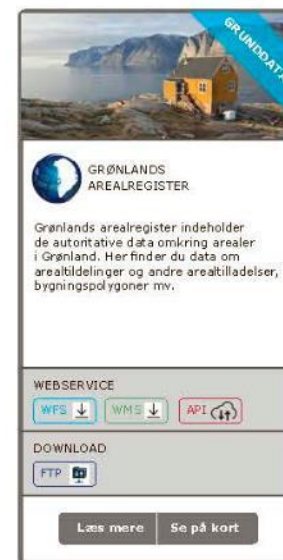 GRUNDDATA
GRØNLANDS
AREALREGISTER
Grønlands arealregister indeholder
de autoritative data omkring arealer
i Grønland. Her finder du data om
arealtildelinger og andre arealtilladelser,
bygningspolygoner mv.
WEBSERVICE
WFS
WMS
API
DOWNLOAD
FTP
Læs mere
Se på kort